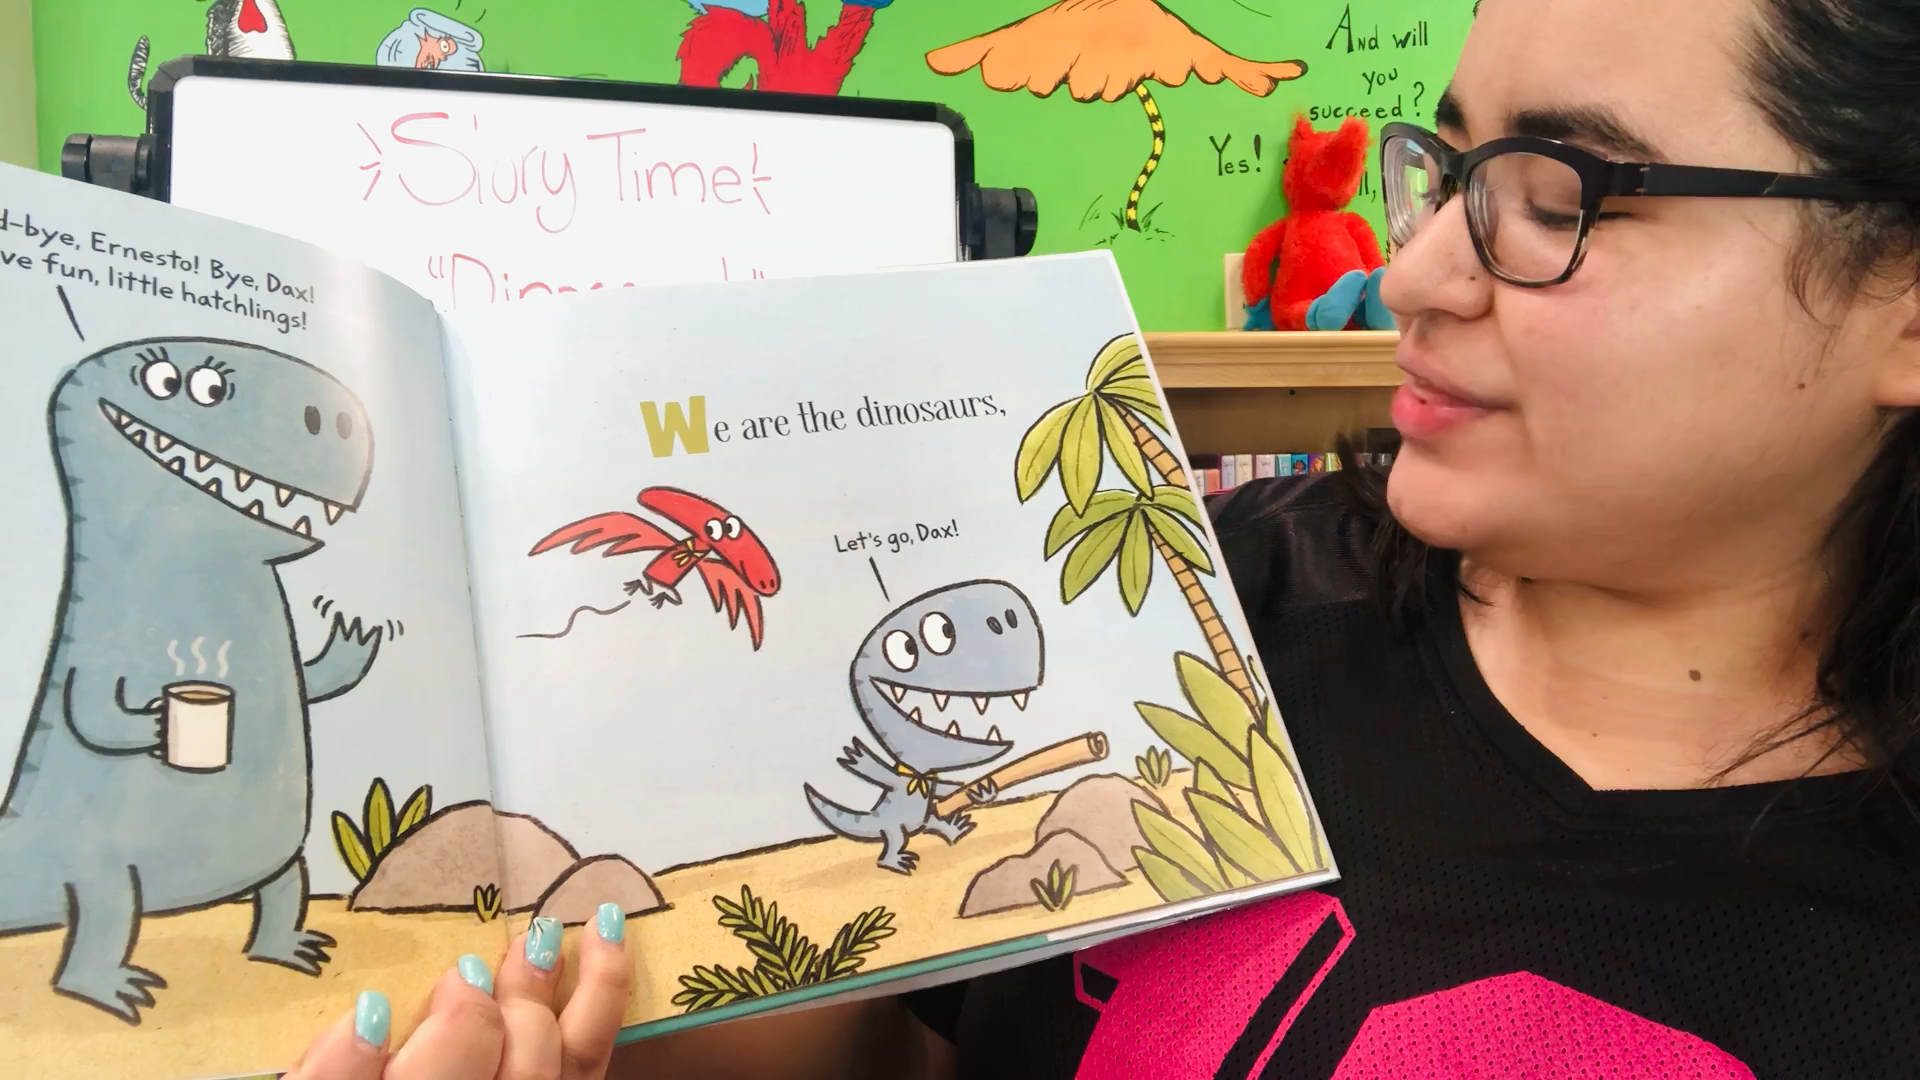 And will
you
succeed?
Yes!
Story Time!
d-bye, Ernesto! Bye, Dax!
ve fun, little hatchlings!
We are the dinosaurs,
Let's go, Dax!